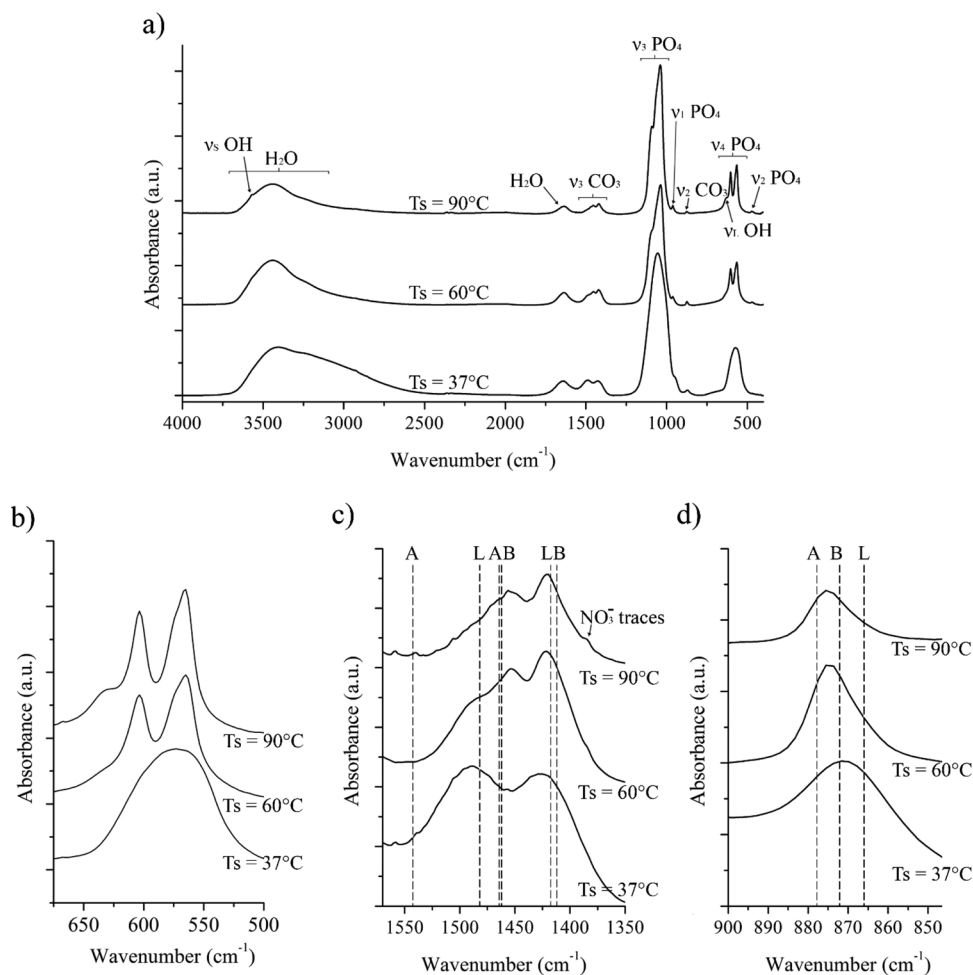 a)
ν₃ PO₄
ν₁ PO₄
νS OH
H₂O
ν₄ PO₄
H₂O
ν₃ CO₃
ν₂ CO₃
ν₂ PO₄
Ts = 90°C
νL OH
Ts = 60°C
Ts = 37°C
Absorbance (a.u.)
4000 3500 3000 2500 2000 1500 1000 500
Wavenumber (cm⁻¹)
b)
Ts = 90°C
Ts = 60°C
Ts = 37°C
Absorbance (a.u.)
650 600 550 500
Wavenumber (cm⁻¹)
c)
A L AB LB
NO₃⁻ traces
Ts = 90°C
Ts = 60°C
Ts = 37°C
Absorbance (a.u.)
1550 1500 1450 1400 1350
Wavenumber (cm⁻¹)
d)
A B L
Ts = 90°C
Ts = 60°C
Ts = 37°C
Absorbance (a.u.)
900 890 880 870 860 850
Wavenumber (cm⁻¹)